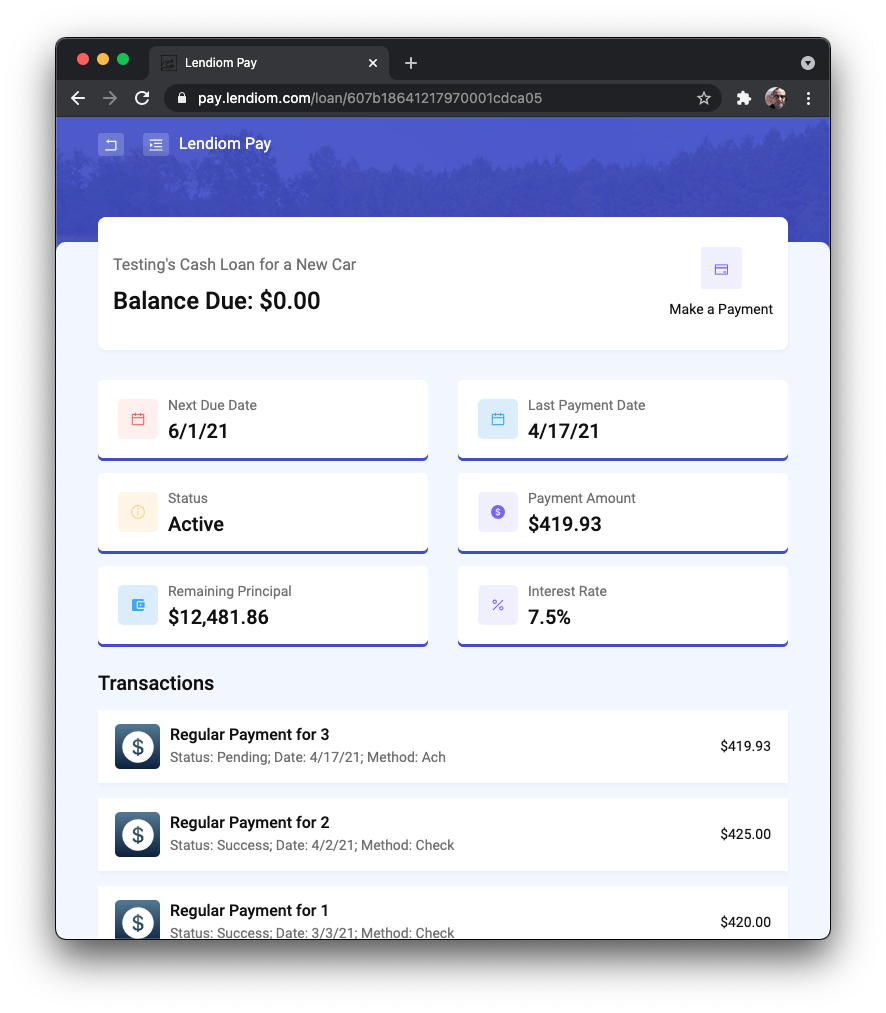 Lendiom Pay
pay.lendiom.com/loan/607b18641217970001cdca05
Lendiom Pay
Testing's Cash Loan for a New Car
Balance Due: $0.00
Make a Payment
Next Due Date
6/1/21
Last Payment Date
4/17/21
Status
Active
Payment Amount
$419.93
Remaining Principal
$12,481.86
Interest Rate
7.5%
Transactions
Regular Payment for 3
Status: Pending; Date: 4/17/21; Method: Ach
$419.93
Regular Payment for 2
Status: Success; Date: 4/2/21; Method: Check
$425.00
Regular Payment for 1
Status: Success; Date: 3/3/21; Method: Check
$420.00